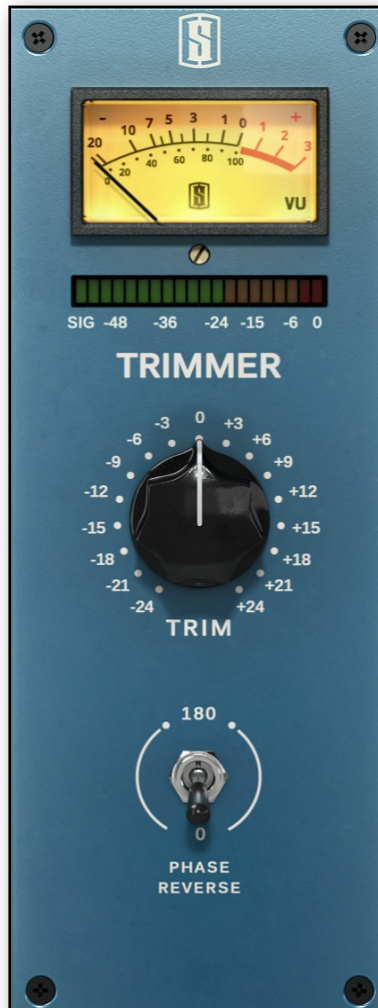 S
- +
20 10 7 5 3 1 0 1 2 3
0 20 40 60 80 100
S
VU
SIG -48 -36 -24 -15 -6 0
TRIMMER
0
-3 +3
-6 +6
-9 +9
-12 +12
-15 +15
-18 +18
-21 +21
-24 +24
TRIM
180
0
PHASE
REVERSE